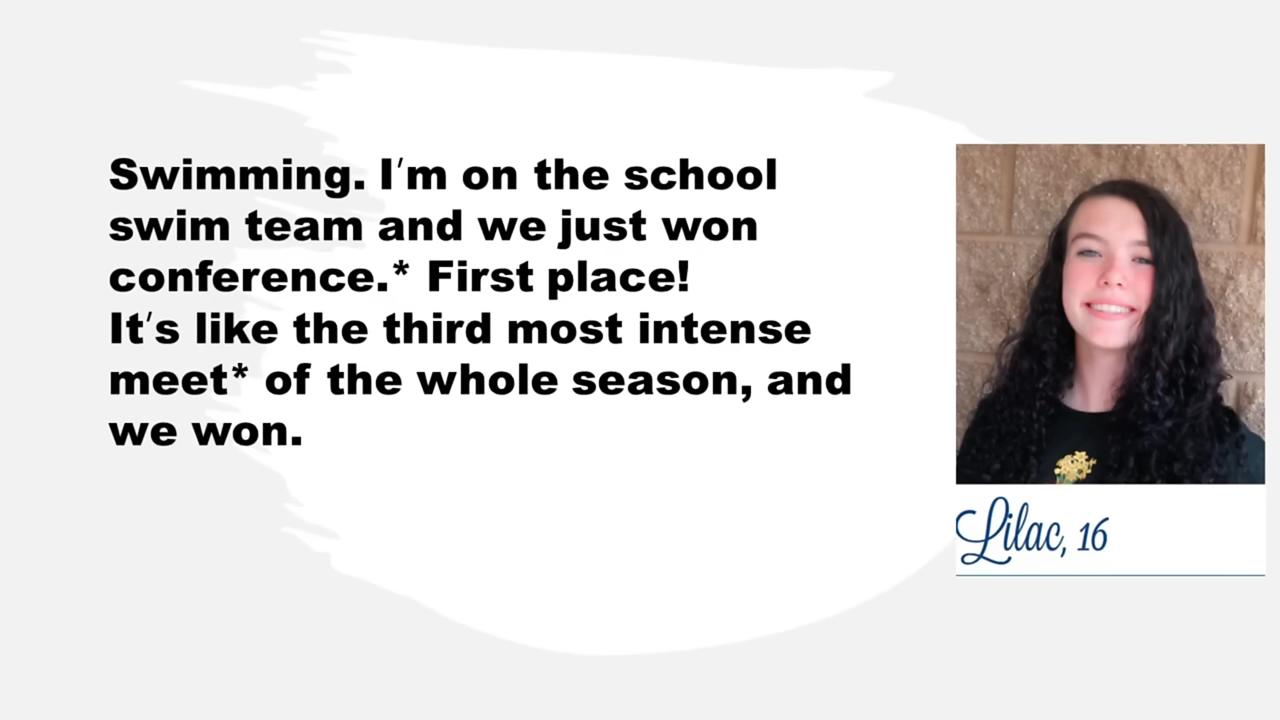 Swimming. I′m on the school
swim team and we just won
conference.* First place!
It′s like the third most intense
meet* of the whole season, and
we won.
Lilac, 16